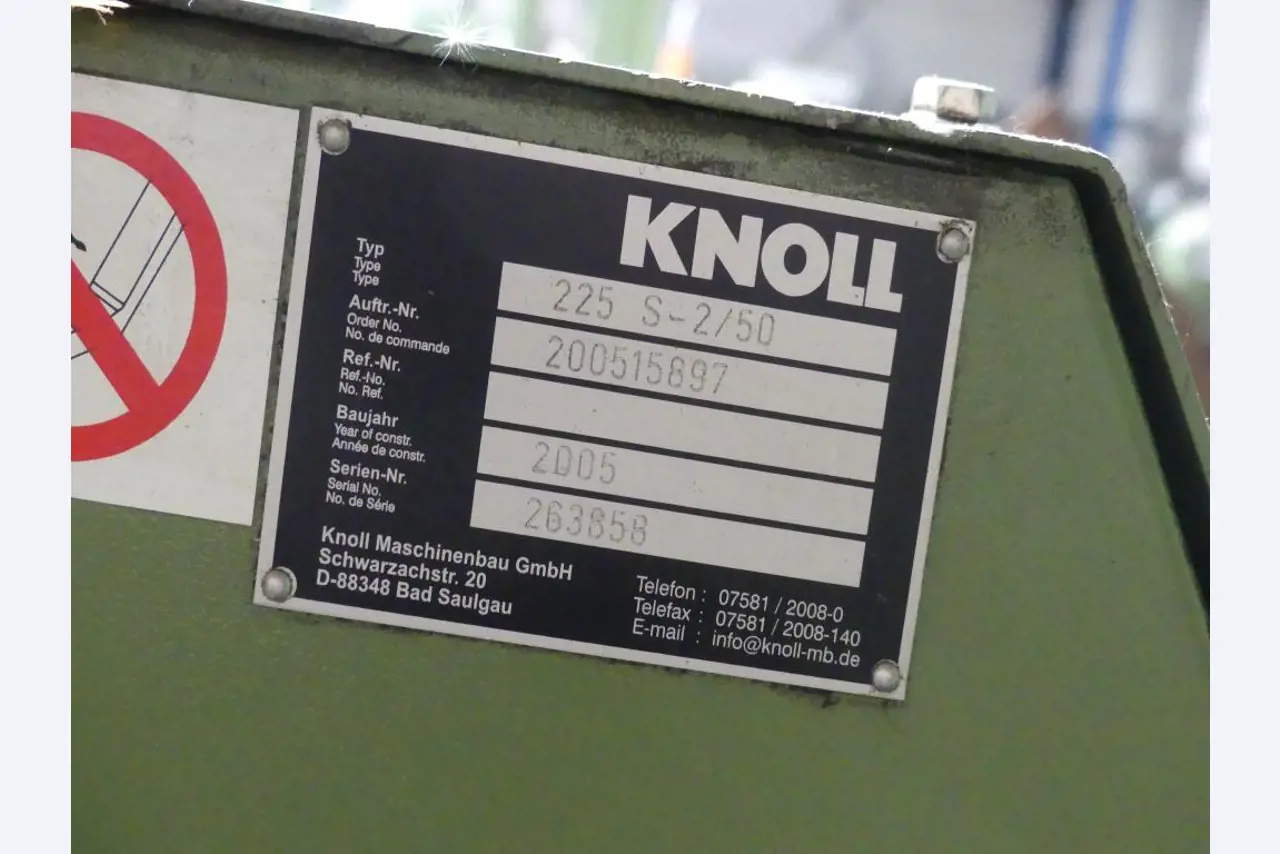 KNOLL
Typ
Type
Type
225 S-2/50
Auftr.-Nr.
Order No.
No. de commande
200515897
Ref.-Nr.
Ref.-No.
No. Ref.
Baujahr
Year of constr.
Année de constr.
2005
Serien-Nr.
Serial No.
No. de Série
263858
Knoll Maschinenbau GmbH
Schwarzachstr. 20
D-88348 Bad Saulgau
Telefon : 07581 / 2008-0
Telefax : 07581 / 2008-140
E-mail : info@knoll-mb.de